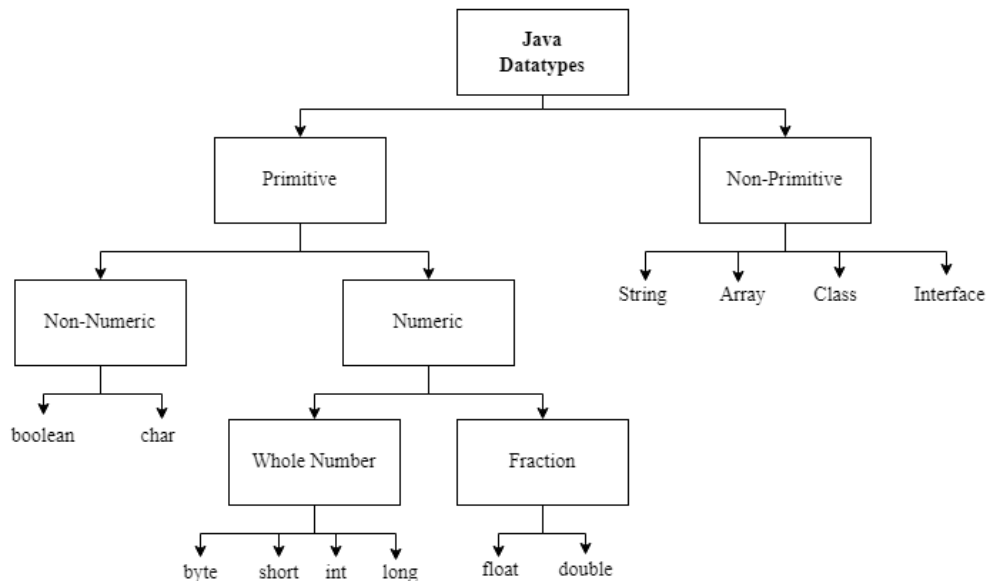 Java
Datatypes
Primitive
Non-Primitive
String
Array
Class
Interface
Non-Numeric
Numeric
boolean
char
Whole Number
Fraction
byte
short
int
long
float
double